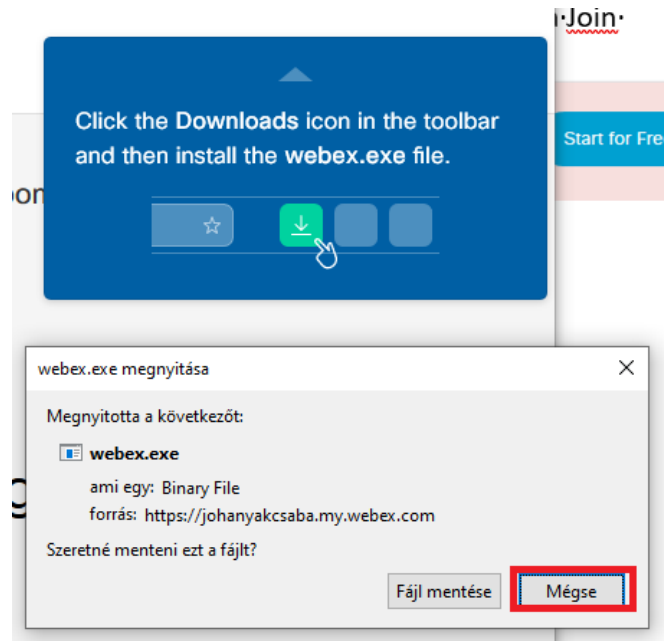 Join
Click the Downloads icon in the toolbar
and then install the webex.exe file.
Start for Fre
webex.exe megnyitása
Megnyitotta a következőt:
webex.exe
ami egy: Binary File
forrás: https://johanyakcsaba.my.webex.com
Szeretné menteni ezt a fájlt?
Fájl mentése
Mégse